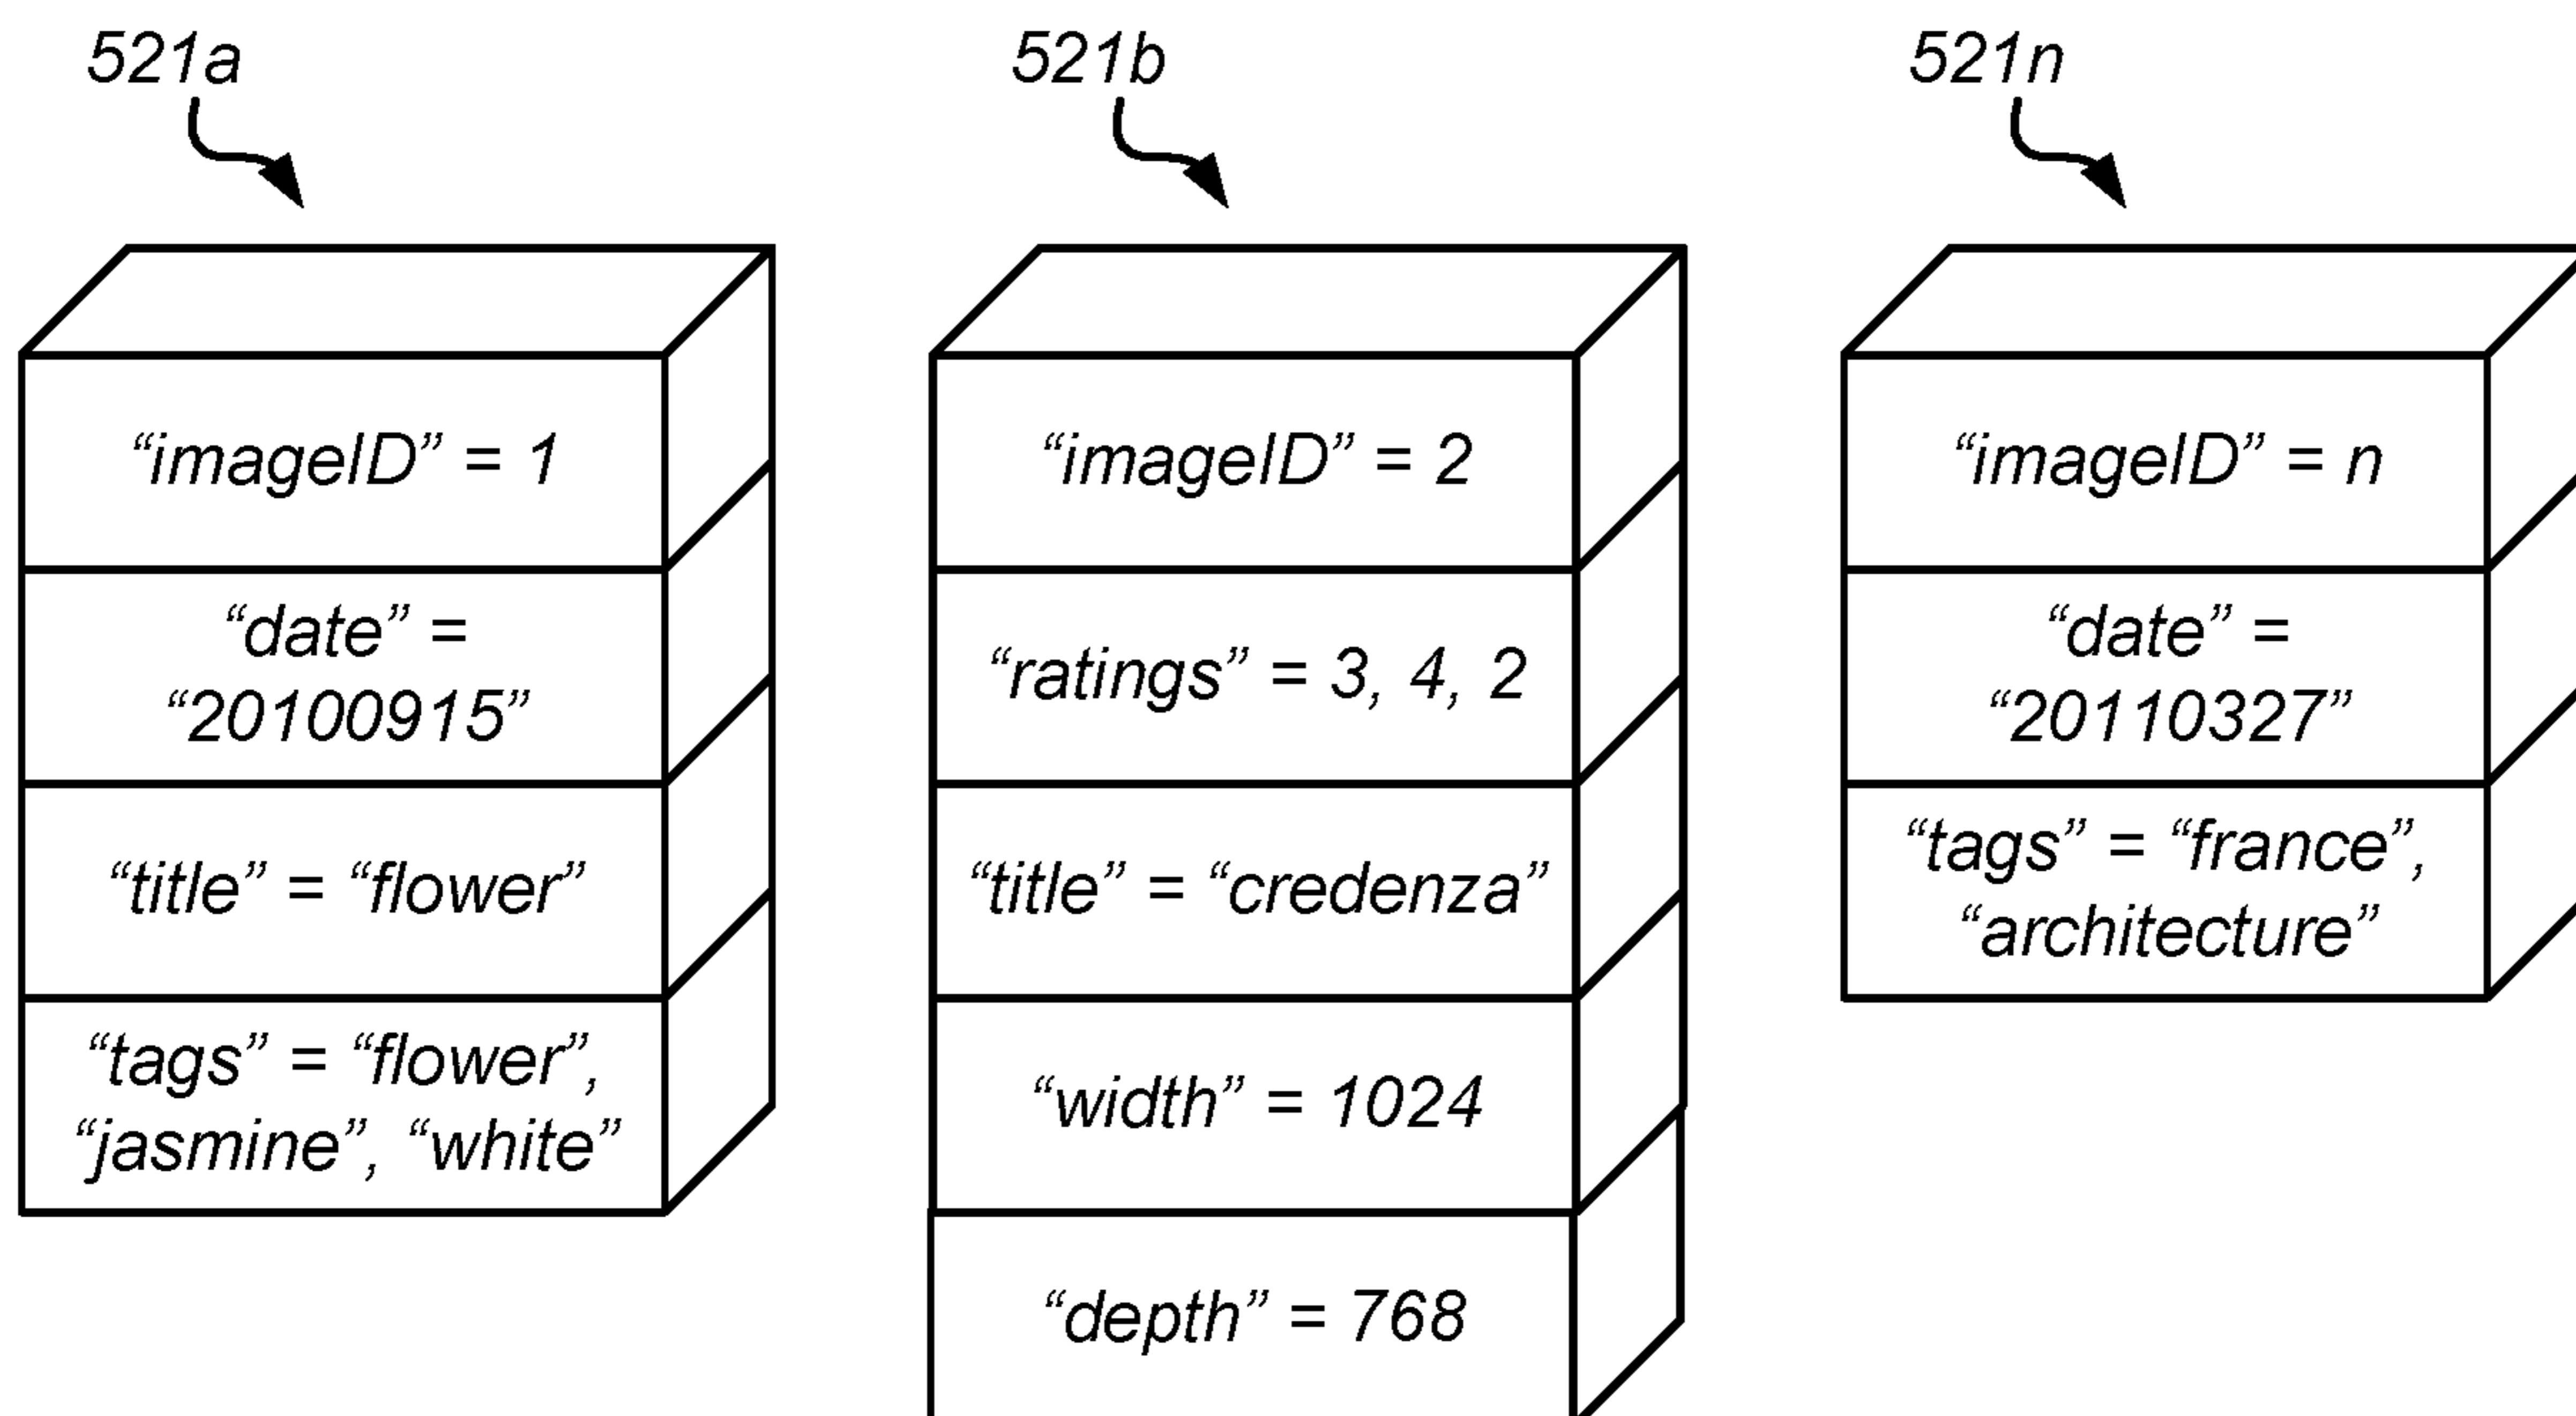 521a
“imageID” = 1
“date” =
“20100915”
“title” = “flower”
“tags” = “flower”,
“jasmine”, “white”
521b
“imageID” = 2
“ratings” = 3, 4, 2
“title” = “credenza”
“width” = 1024
“depth” = 768
521n
“imageID” = n
“date” =
“20110327”
“tags” = “france”,
“architecture”